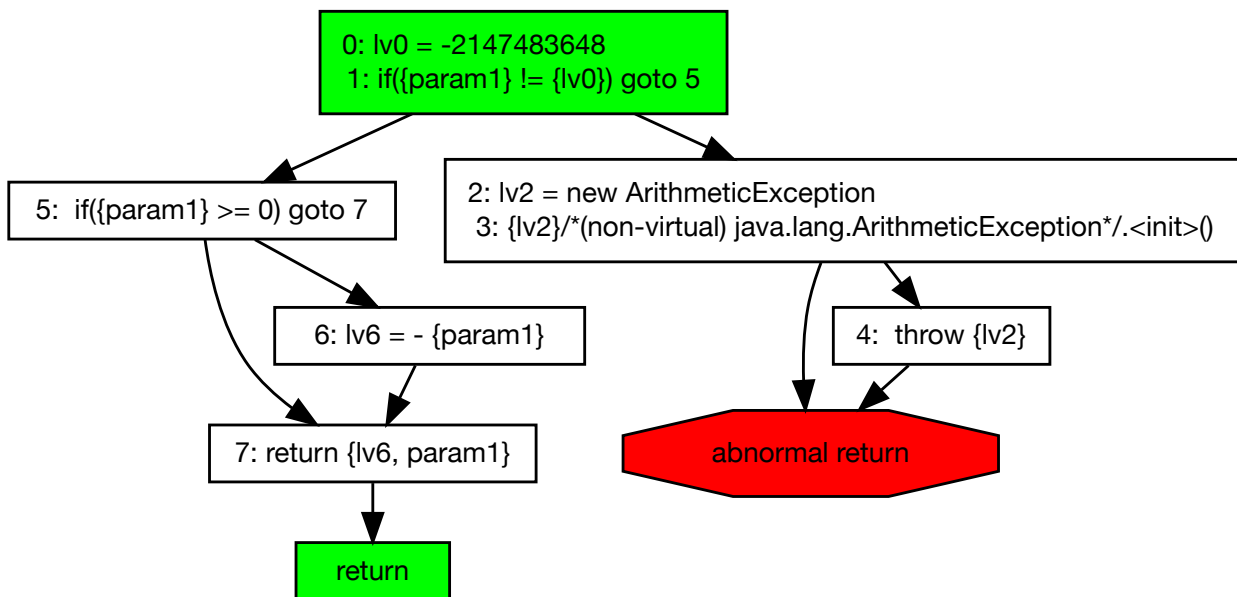 0: lv0 = -2147483648
1: if({param1} != {lv0}) goto 5
5:  if({param1} >= 0) goto 7
2: lv2 = new ArithmeticException
3: {lv2}/*(non-virtual) java.lang.ArithmeticException*/.<init>()
6: lv6 = - {param1}
4:  throw {lv2}
7: return {lv6, param1}
abnormal return
return